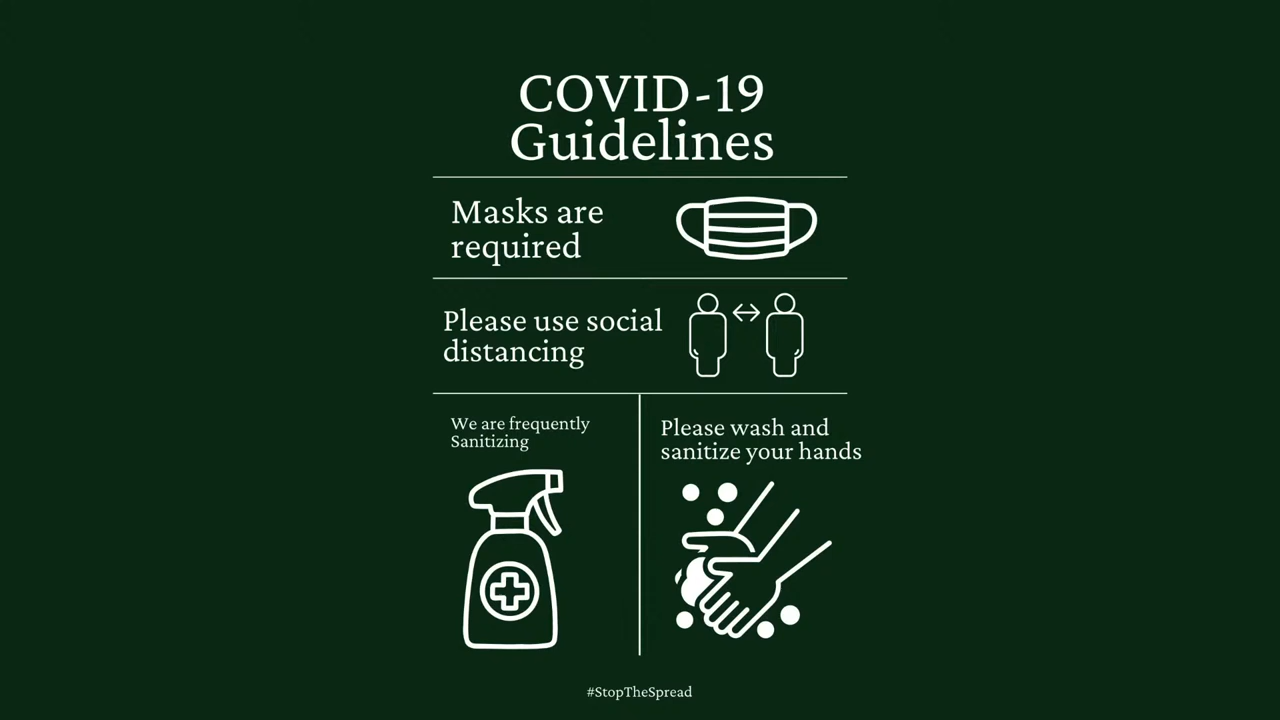 COVID-19
Guidelines
Masks are
required
Please use social
distancing
We are frequently
Sanitizing
Please wash and
sanitize your hands
#StopTheSpread